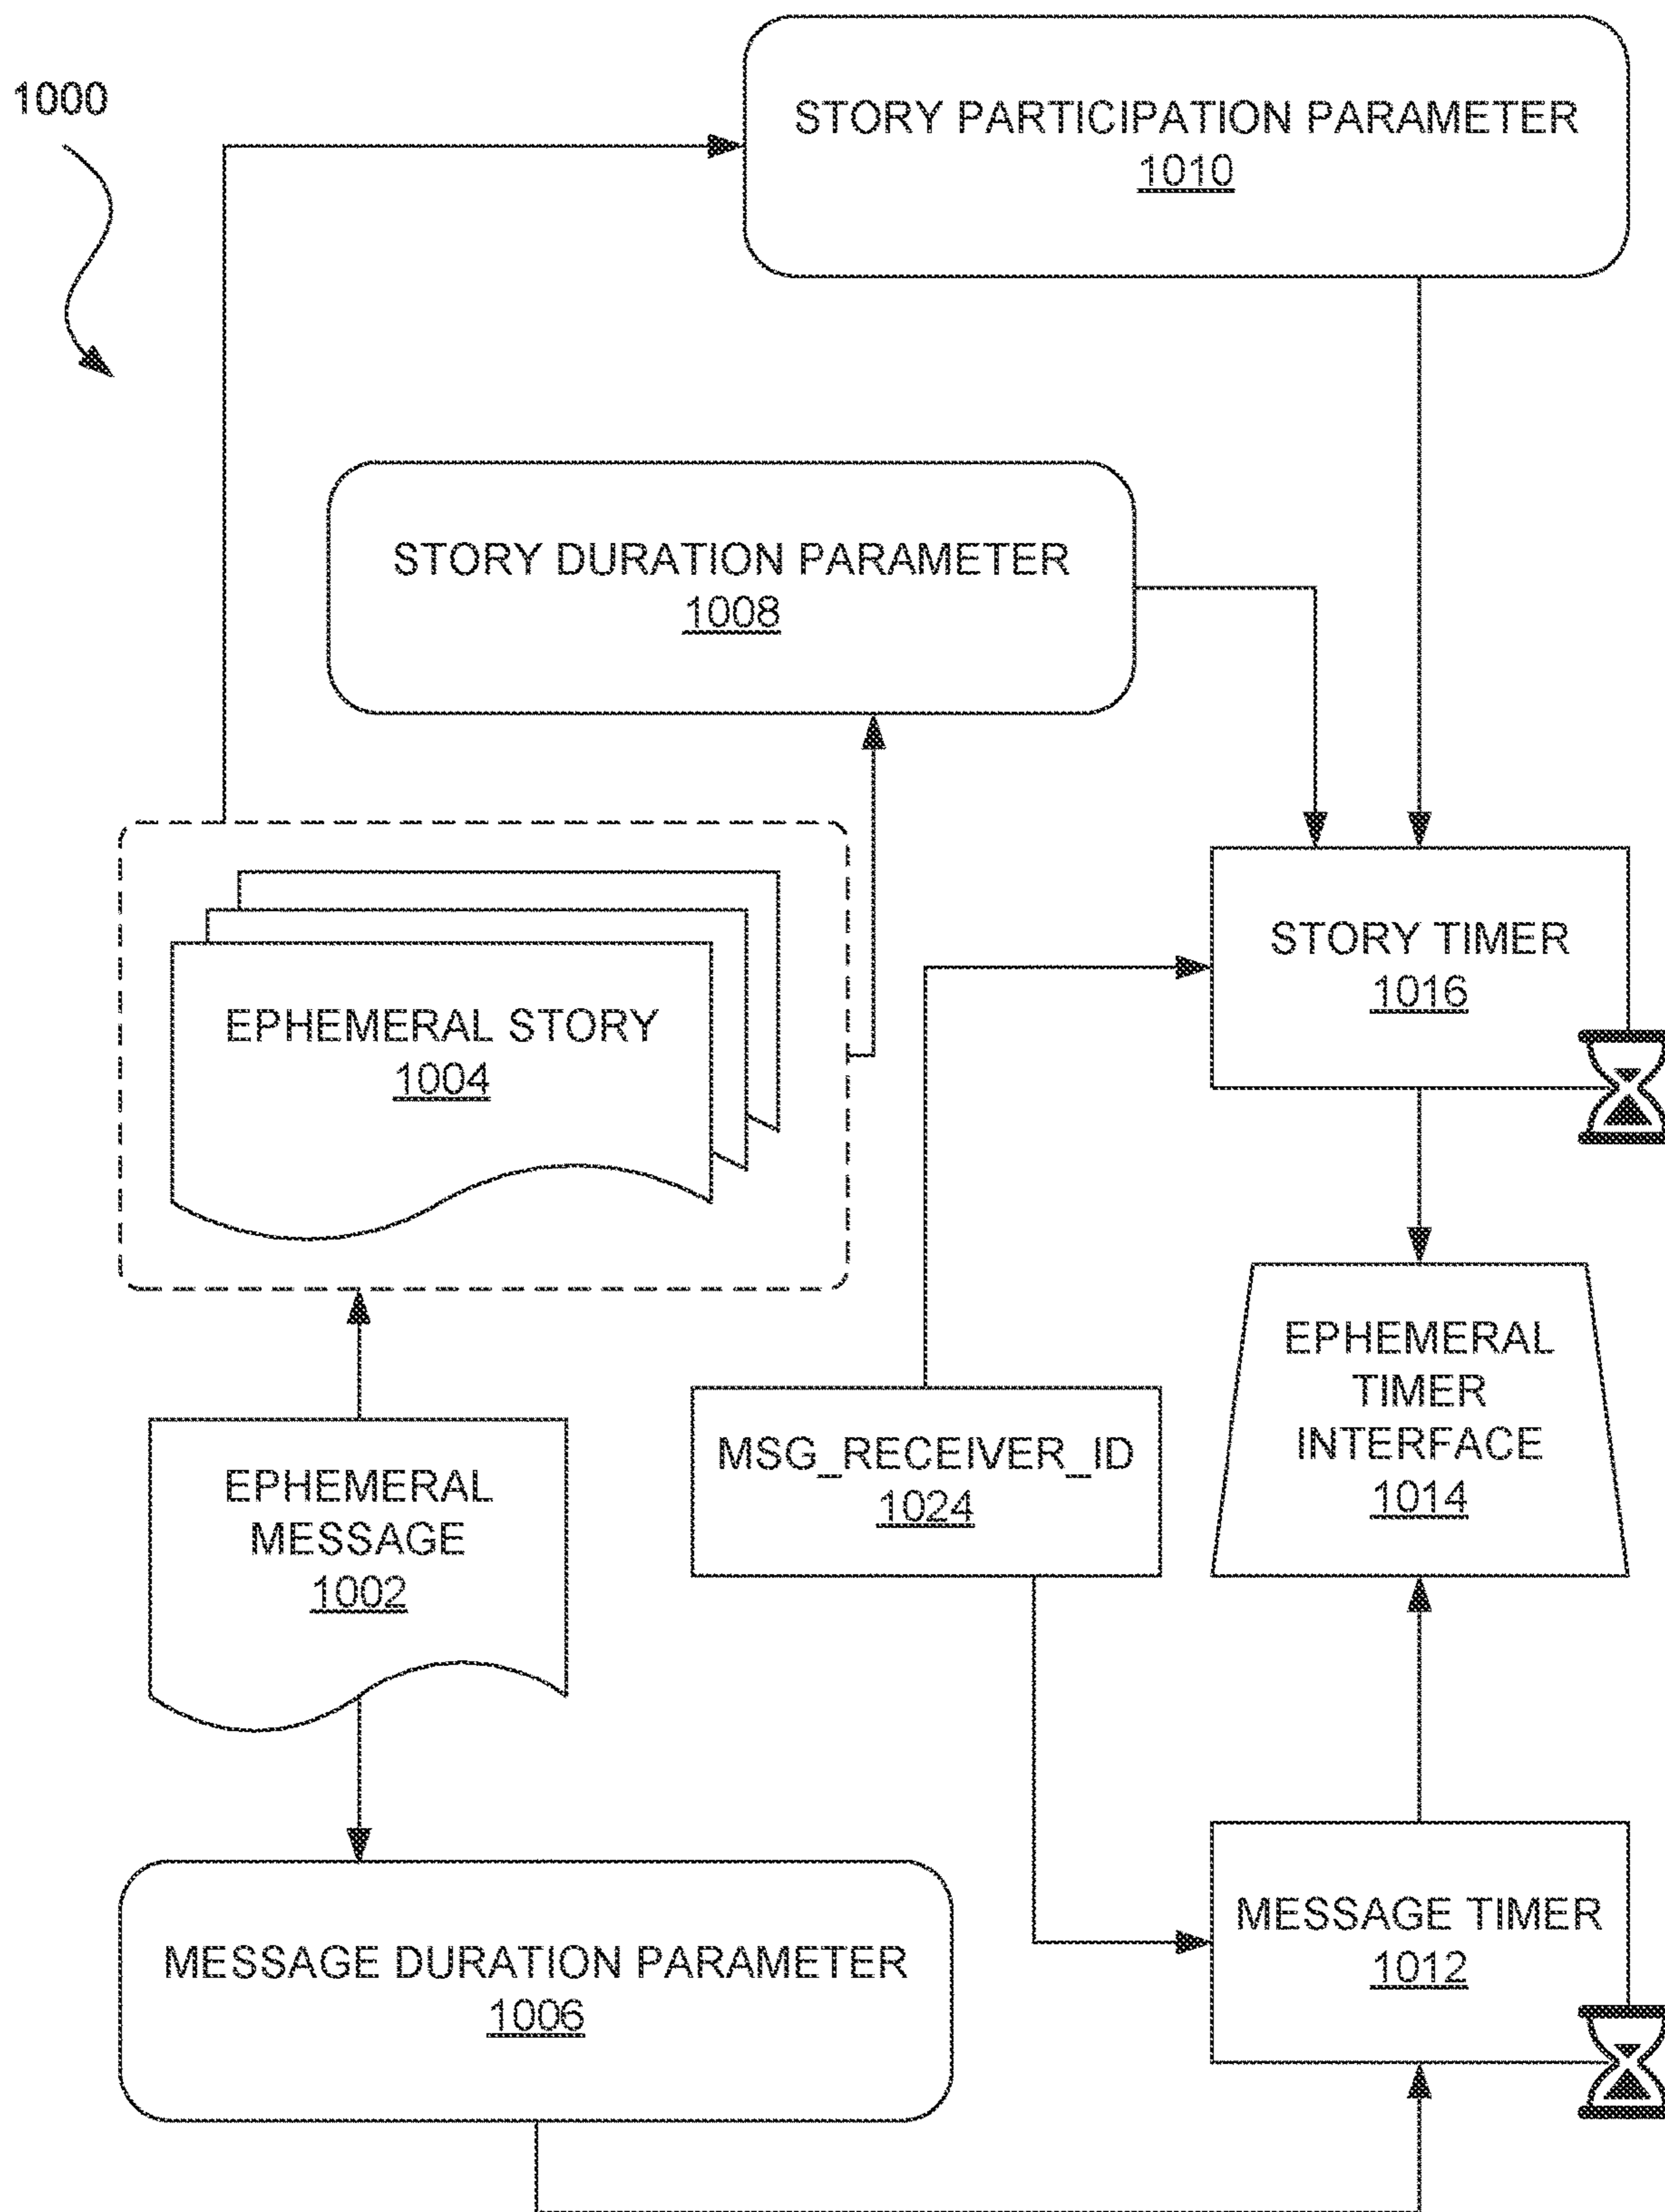 1000
STORY PARTICIPATION PARAMETER
1010
STORY DURATION PARAMETER
1008
STORY TIMER
1016
EPHEMERAL STORY
1004
EPHEMERAL
TIMER
INTERFACE
1014
MSG_RECEIVER_ID
1024
EPHEMERAL
MESSAGE
1002
MESSAGE TIMER
1012
MESSAGE DURATION PARAMETER
1006